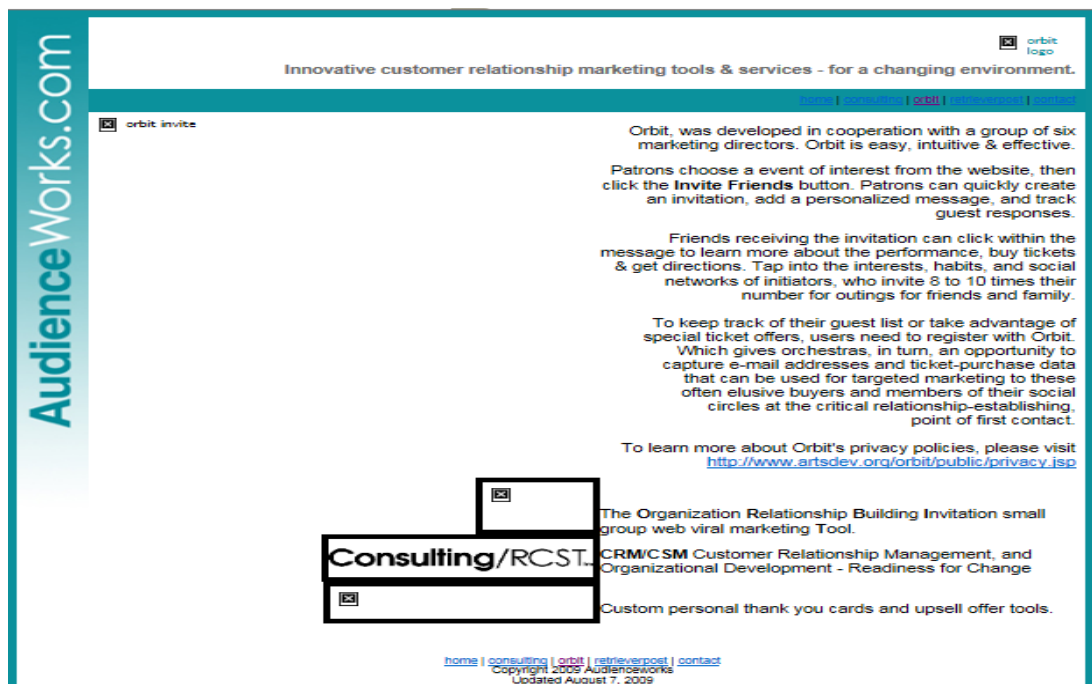 AudienceWorks.com
orbit
logo
Innovative customer relationship marketing tools & services - for a changing environment.
home | consulting | orbit | retrieverpost | contact
orbit invite
Orbit, was developed in cooperation with a group of six
marketing directors. Orbit is easy, intuitive & effective.
Patrons choose a event of interest from the website, then
click the Invite Friends button. Patrons can quickly create
an invitation, add a personalized message, and track
guest responses.
Friends receiving the invitation can click within the
message to learn more about the performance, buy tickets
& get directions. Tap into the interests, habits, and social
networks of initiators, who invite 8 to 10 times their
number for outings for friends and family.
To keep track of their guest list or take advantage of
special ticket offers, users need to register with Orbit.
Which gives orchestras, in turn, an opportunity to
capture e-mail addresses and ticket-purchase data
that can be used for targeted marketing to these
often elusive buyers and members of their social
circles at the critical relationship-establishing,
point of first contact.
To learn more about Orbit's privacy policies, please visit
http://www.artsdev.org/orbit/public/privacy.jsp
The Organization Relationship Building Invitation small
group web viral marketing Tool.
Consulting/RCST
CRM/CSM Customer Relationship Management, and
Organizational Development - Readiness for Change
Custom personal thank you cards and upsell offer tools.
home | consulting | orbit | retrieverpost | contact
Copyright 2009 Audienceworks
Updated August 7, 2009